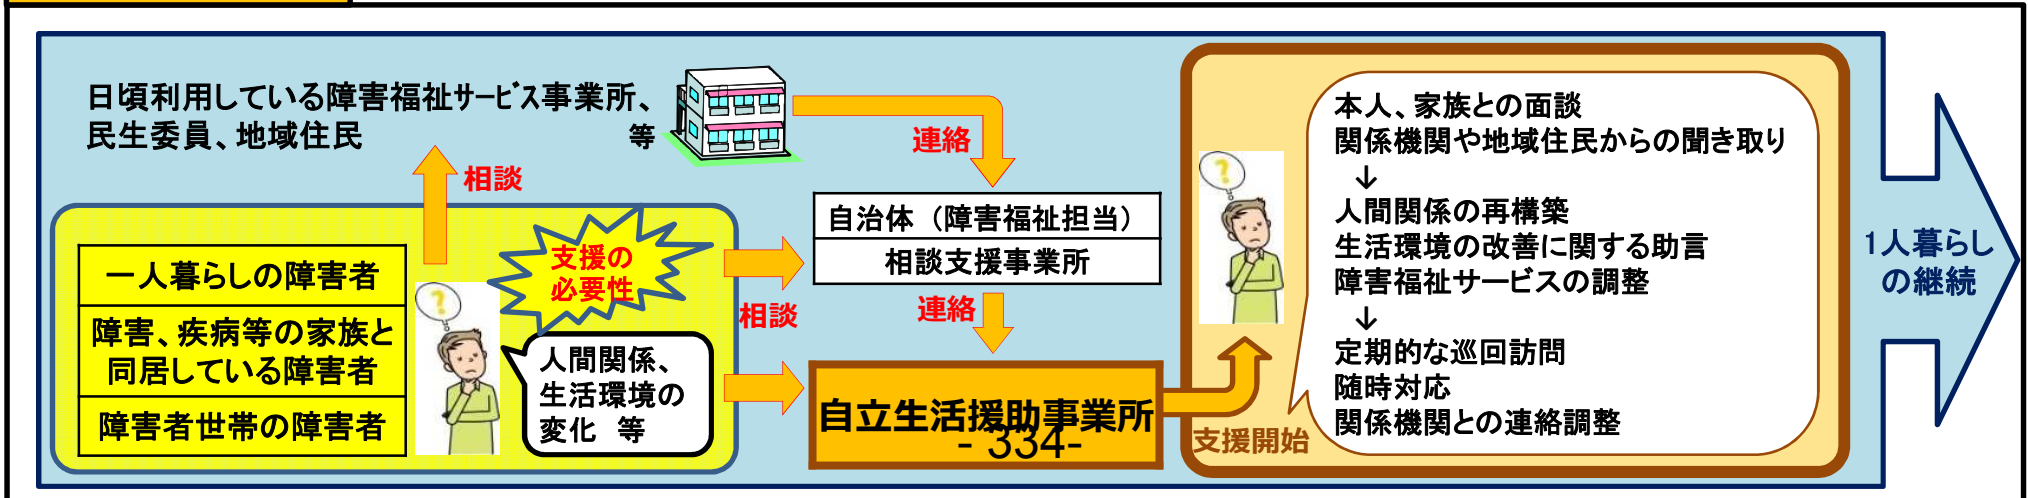 日頃利用している障害福祉サービス事業所、
民生委員、地域住民　　　　　　　　　等
連絡
相談
自治体（障害福祉担当）
相談支援事業所
支援の
必要性
一人暮らしの障害者
障害、疾病等の家族と
同居している障害者
障害者世帯の障害者
?
人間関係、
生活環境の
変化　等
相談
連絡
自立生活援助事業所
- 334-
支援開始
?
本人、家族との面談
関係機関や地域住民からの聞き取り
↓
人間関係の再構築
生活環境の改善に関する助言
障害福祉サービスの調整
↓
定期的な巡回訪問
随時対応
関係機関との連絡調整
1人暮らし
の継続